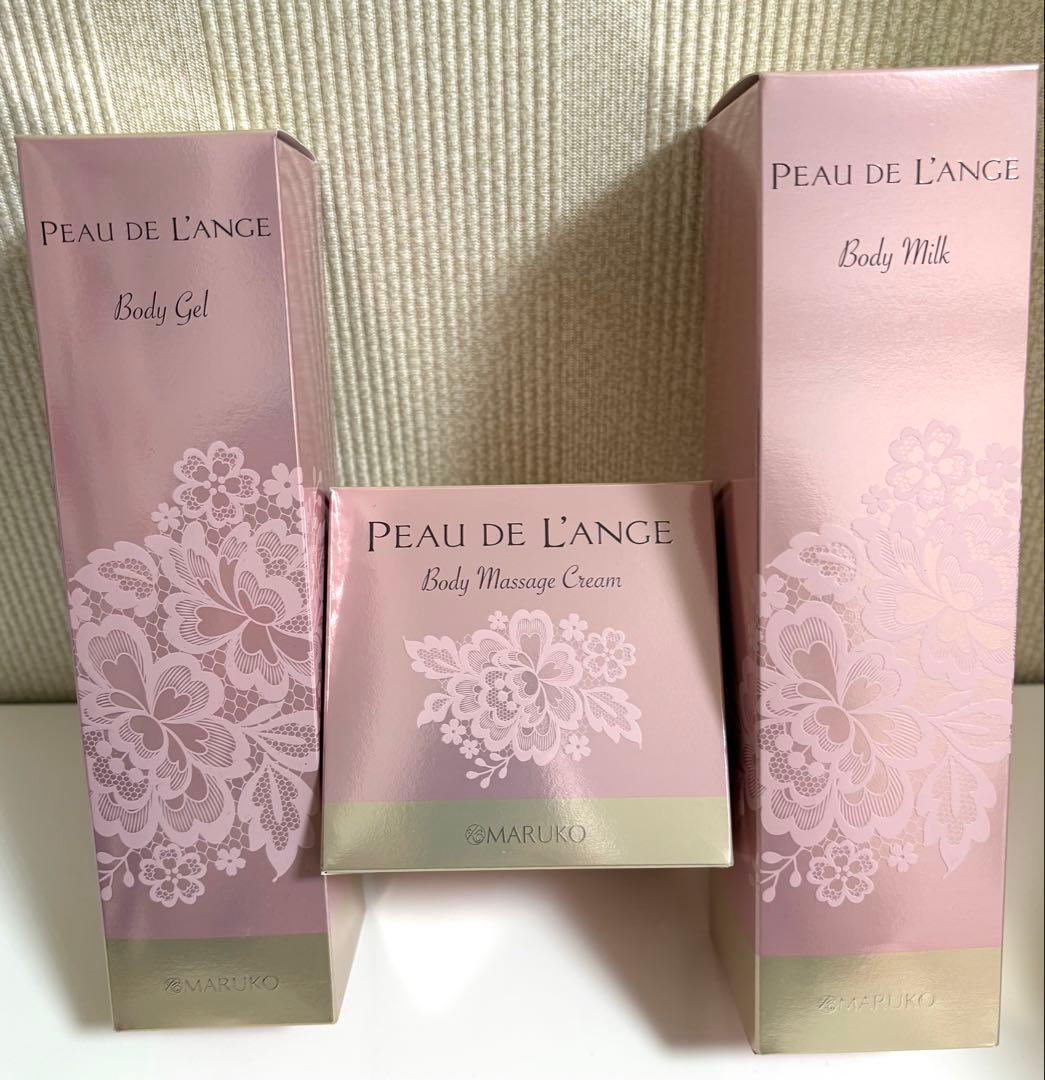 PEAU DE L'ANGE
Body Gel
MARUKO
PEAU DE L'ANGE
Body Massage Cream
MARUKO
PEAU DE L'ANGE
Body Milk
MARUKO